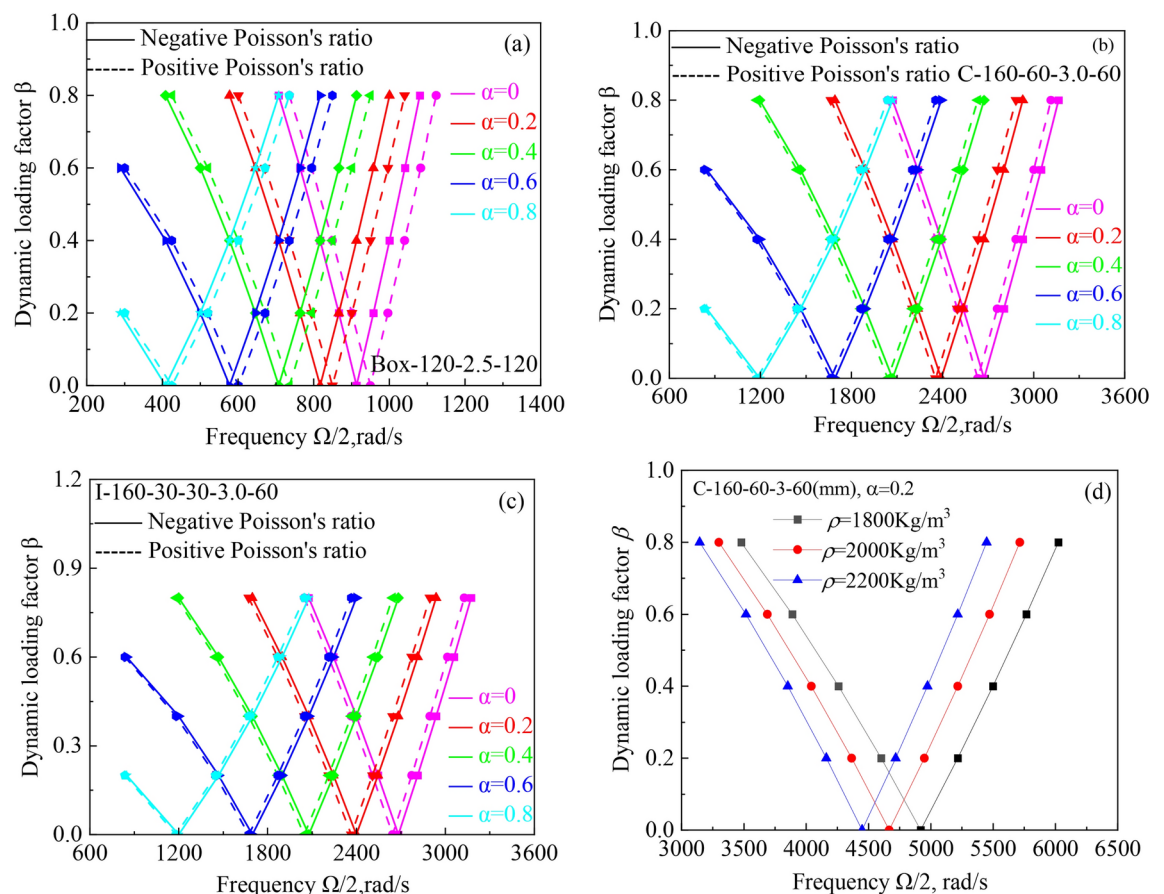 1.0
0.8
0.6
0.4
0.2
0.0
Dynamic loading factor β
Negative Poisson's ratio
Positive Poisson's ratio
(a)
α=0
α=0.2
α=0.4
α=0.6
α=0.8
Box-120-2.5-120
200 400 600 800 1000 1200 1400
Frequency Ω/2,rad/s
1.0
0.8
0.6
0.4
0.2
0.0
Dynamic loading factor β
Negative Poisson's ratio
(b)
Positive Poisson's ratio C-160-60-3.0-60
α=0
α=0.2
α=0.4
α=0.6
α=0.8
600 1200 1800 2400 3000 3600
Frequency Ω/2,rad/s
1.2
0.9
0.6
0.3
0.0
Dynamic loading factor β
I-160-30-30-3.0-60
(c)
Negative Poisson's ratio
Positive Poisson's ratio
α=0
α=0.2
α=0.4
α=0.6
α=0.8
600 1200 1800 2400 3000 3600
Frequency Ω/2, rad/s
1.0
0.8
0.6
0.4
0.2
0.0
Dynamic loading factor β
C-160-60-3-60(mm), α=0.2
(d)
ρ=1800Kg/m³
ρ=2000Kg/m³
ρ=2200Kg/m³
3000 3500 4000 4500 5000 5500 6000 6500
Frequency Ω/2, rad/s